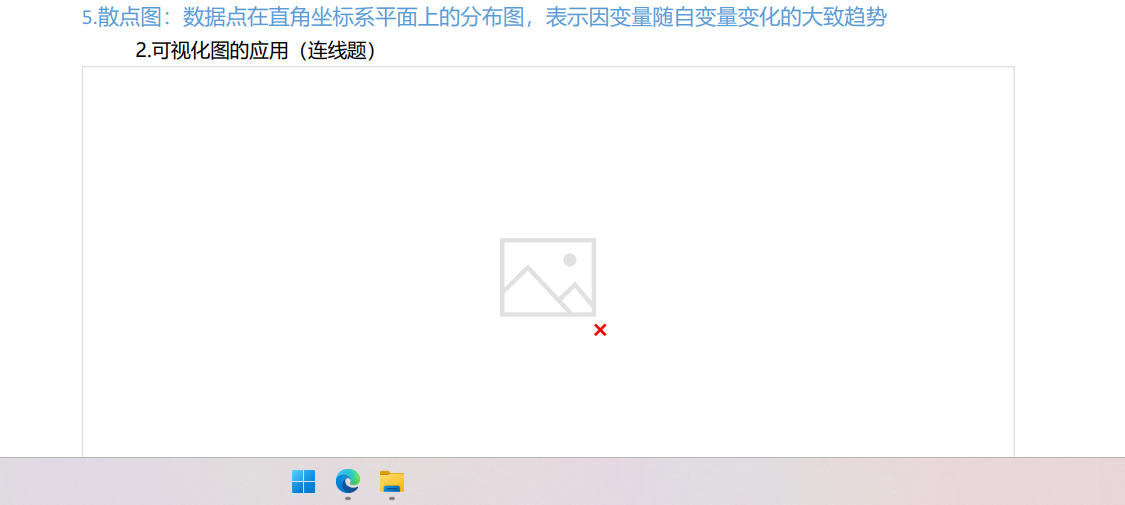 5.散点图：数据点在直角坐标系平面上的分布图，表示因变量随自变量变化的大致趋势
2.可视化图的应用（连线题）